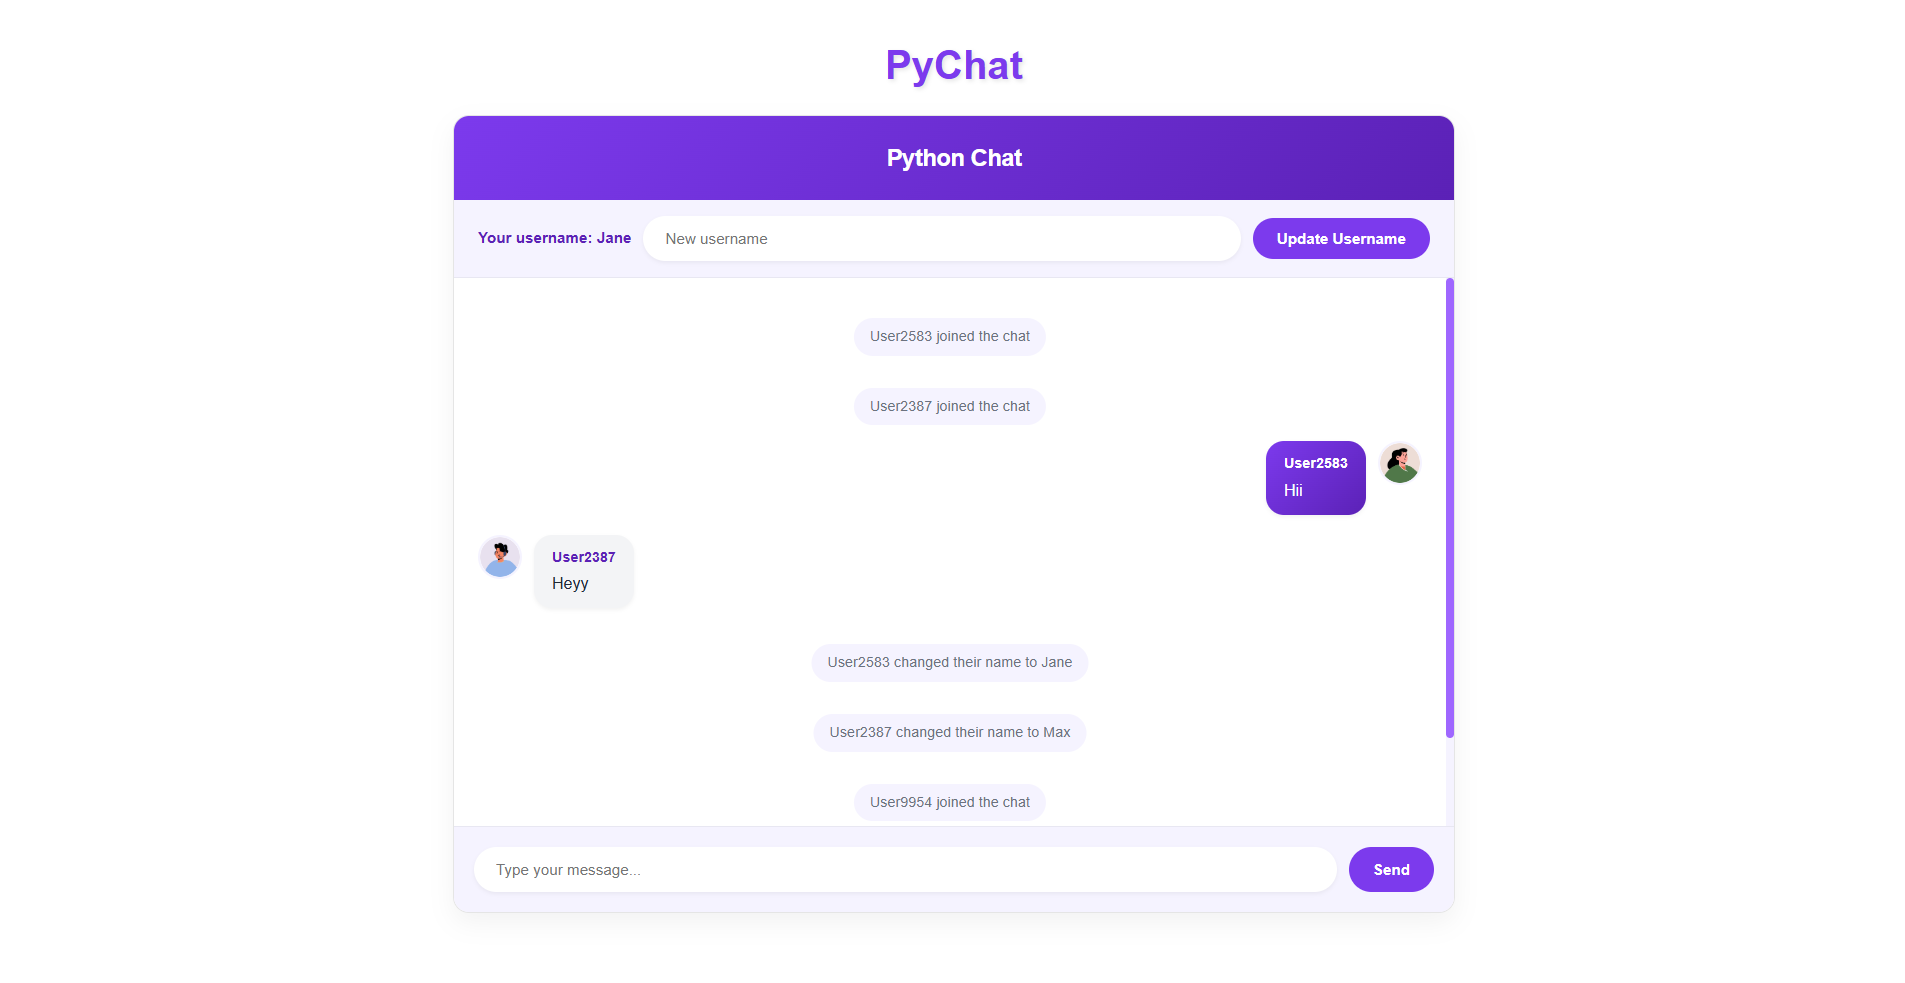 PyChat
Python Chat
Your username: Jane
New username
Update Username
User2583 joined the chat
User2387 joined the chat
User2583
Hii
User2387
Heyy
User2583 changed their name to Jane
User2387 changed their name to Max
User9954 joined the chat
Type your message...
Send